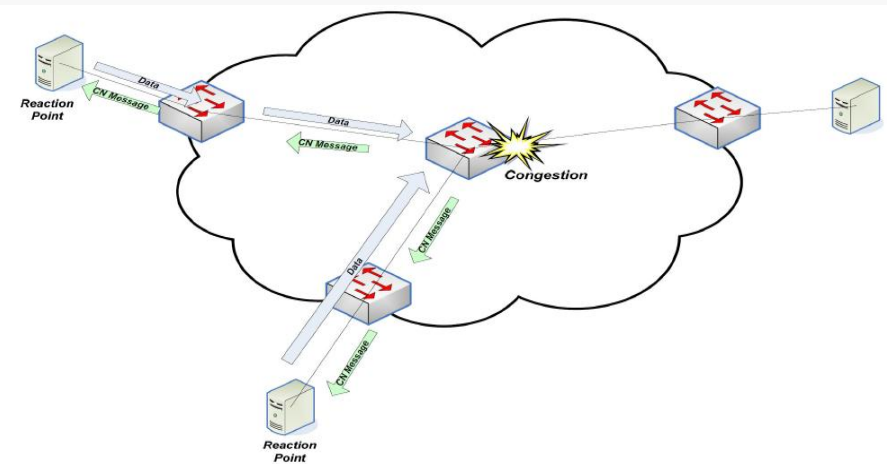 Data
CN Message
Reaction
Point
Data
CN Message
Congestion
CN Message
Data
CN Message
Reaction
Point